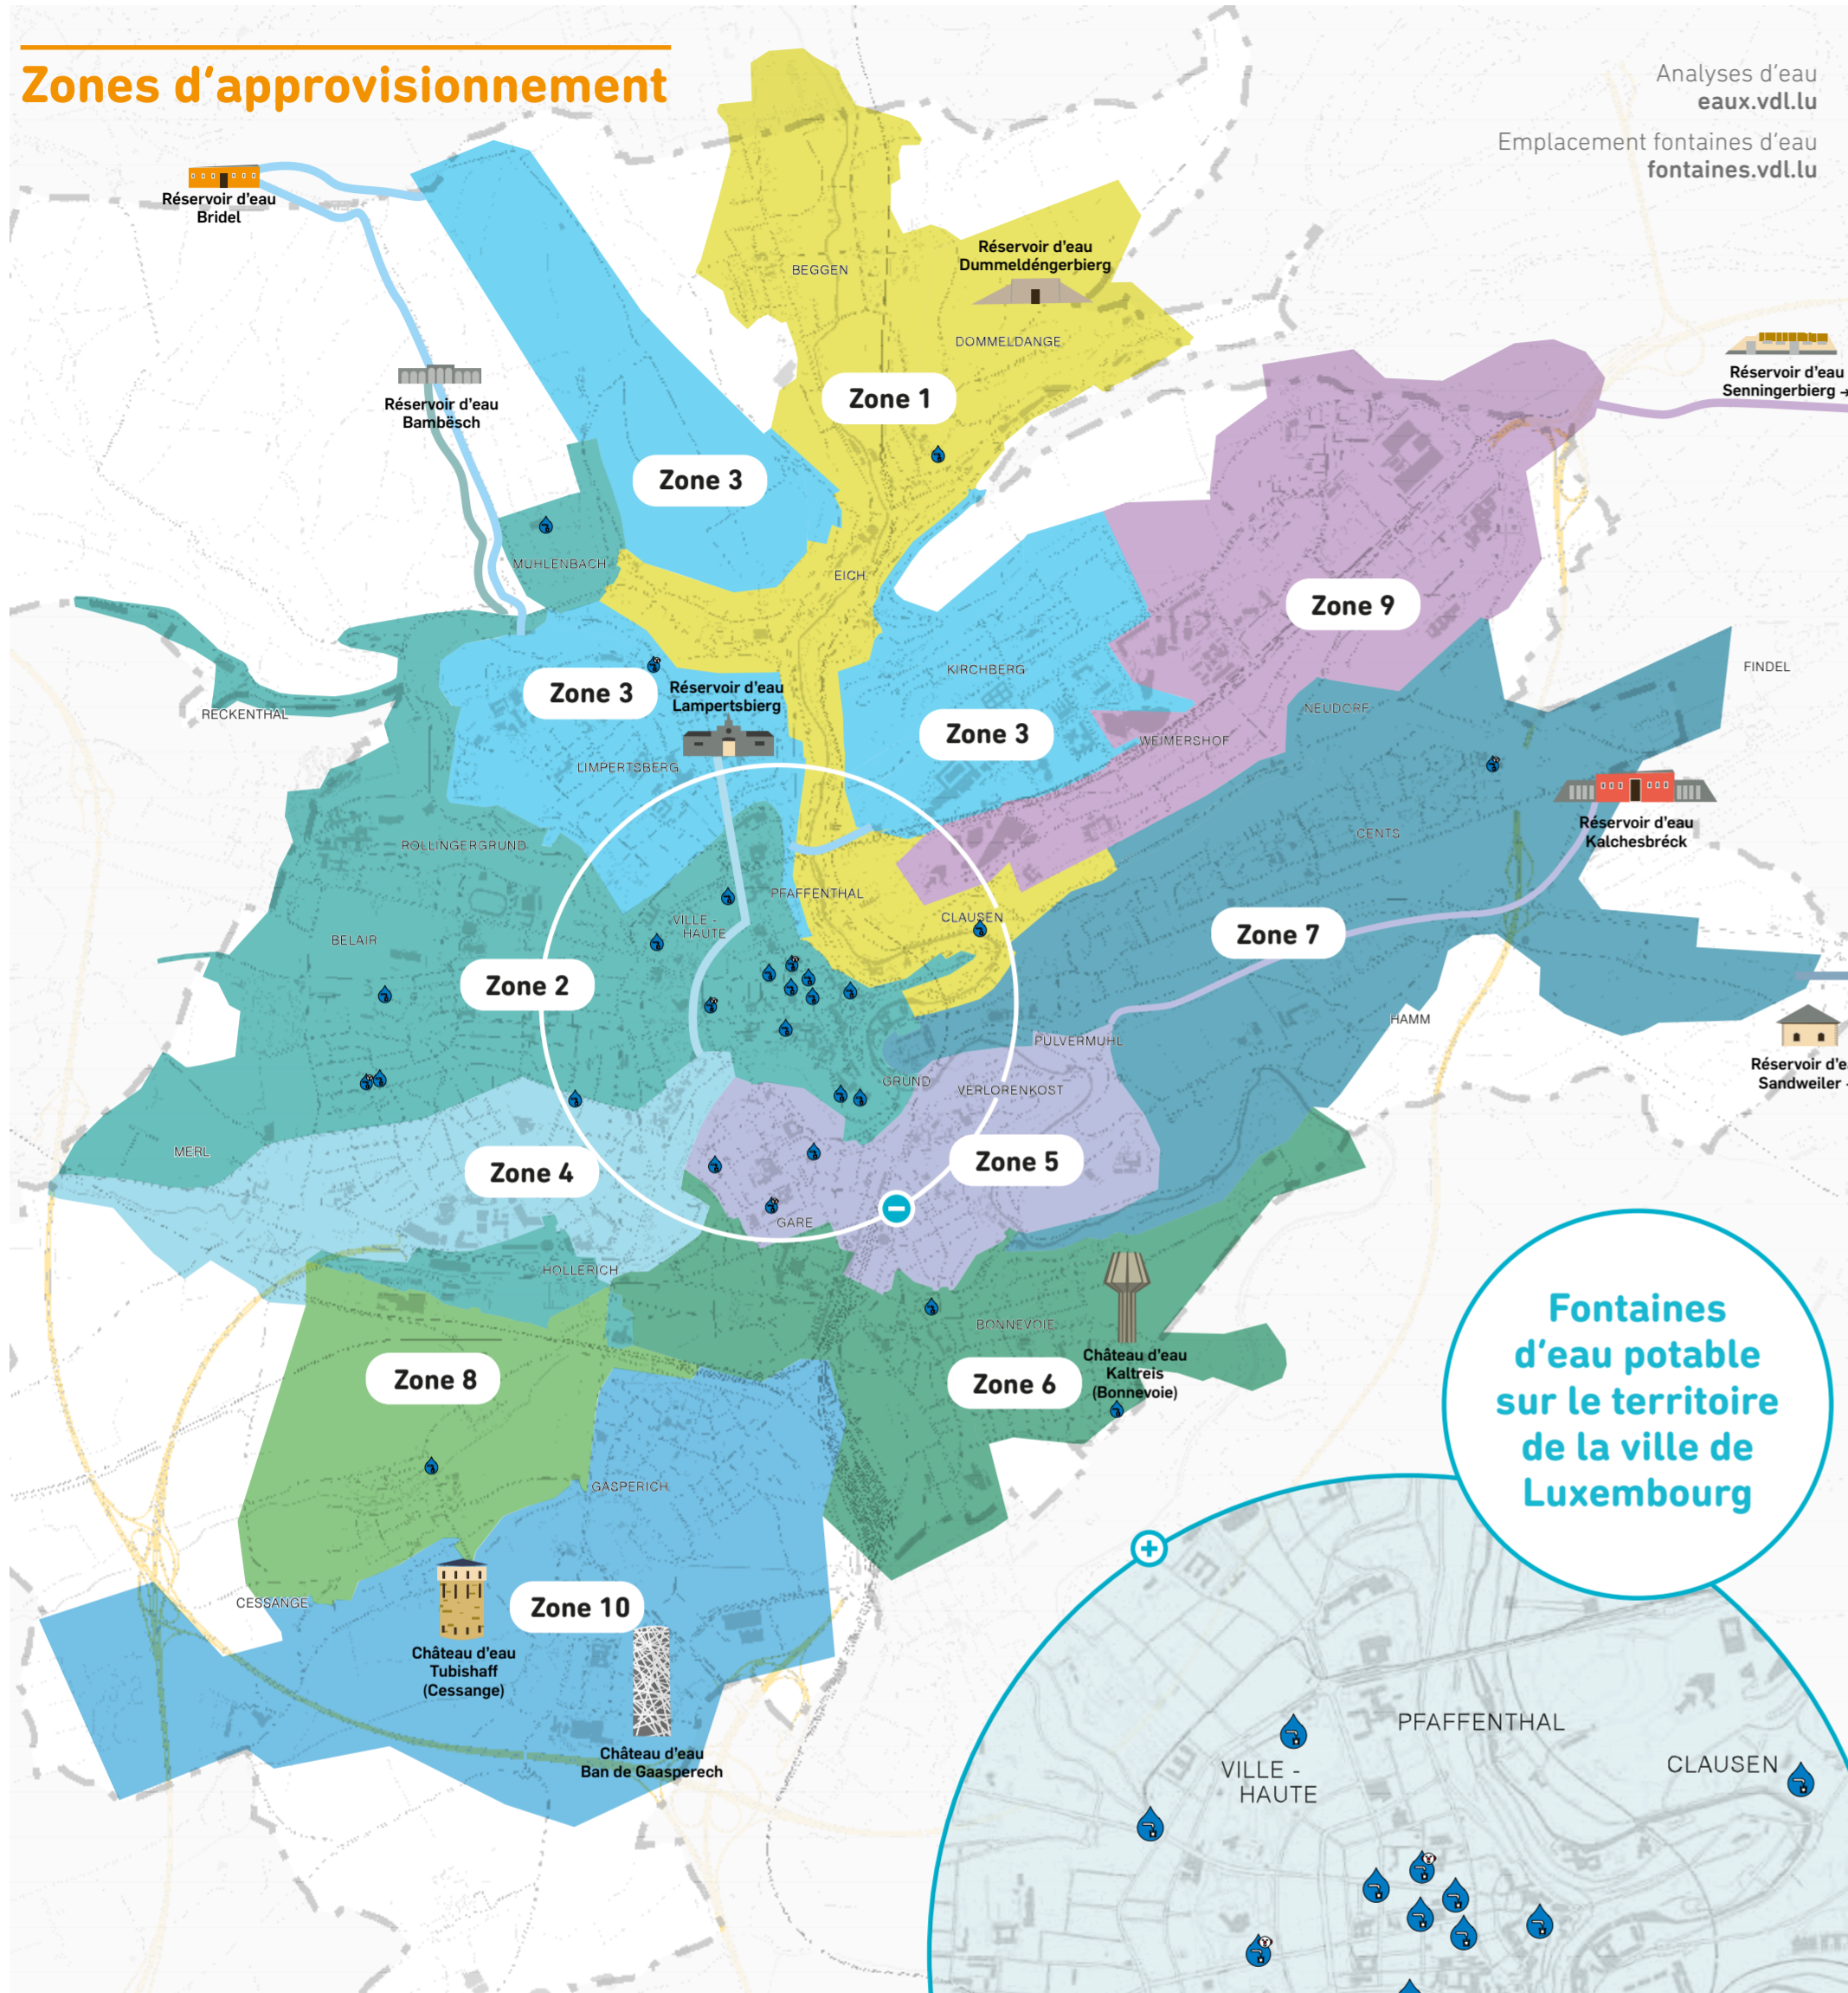 Zones d'approvisionnement
Analyses d'eau
eaux.vdl.lu
Emplacement fontaines d'eau
fontaines.vdl.lu
Réservoir d'eau
Bridel
BEGGEN
Réservoir d'eau
Dummeldéngerbierg
DOMMELDANGE
Réservoir d'eau
Senningerbierg →
Réservoir d'eau
Bambësch
Zone 1
Zone 3
MUHLENBACH
EICH
Zone 9
KIRCHBERG
FINDEL
Zone 3
Réservoir d'eau
Lampertsbierg
RECKENTHAL
NEUDORF
Zone 3
WEIMERSHOF
LIMPERTSBERG
Réservoir d'eau
Kalchesbréck
CENTS
ROLLINGERGRUND
PFAFFENTHAL
VILLE -
HAUTE
CLAUSEN
BELAIR
Zone 7
Zone 2
HAMM
PULVERMUHL
Réservoir d'ea
Sandweiler
GRUND
VERLORENKOST
MERL
Zone 4
Zone 5
GARE
HOLLERICH
BONNEVOIE
Château d'eau
Kaltreis
(Bonnevoie)
Zone 8
Zone 6
GASPERICH
CESSANGE
Zone 10
Château d'eau
Tubishaff
(Cessange)
Château d'eau
Ban de Gaasperech
Fontaines
d'eau potable
sur le territoire
de la ville de
Luxembourg
PFAFFENTHAL
VILLE -
HAUTE
CLAUSEN